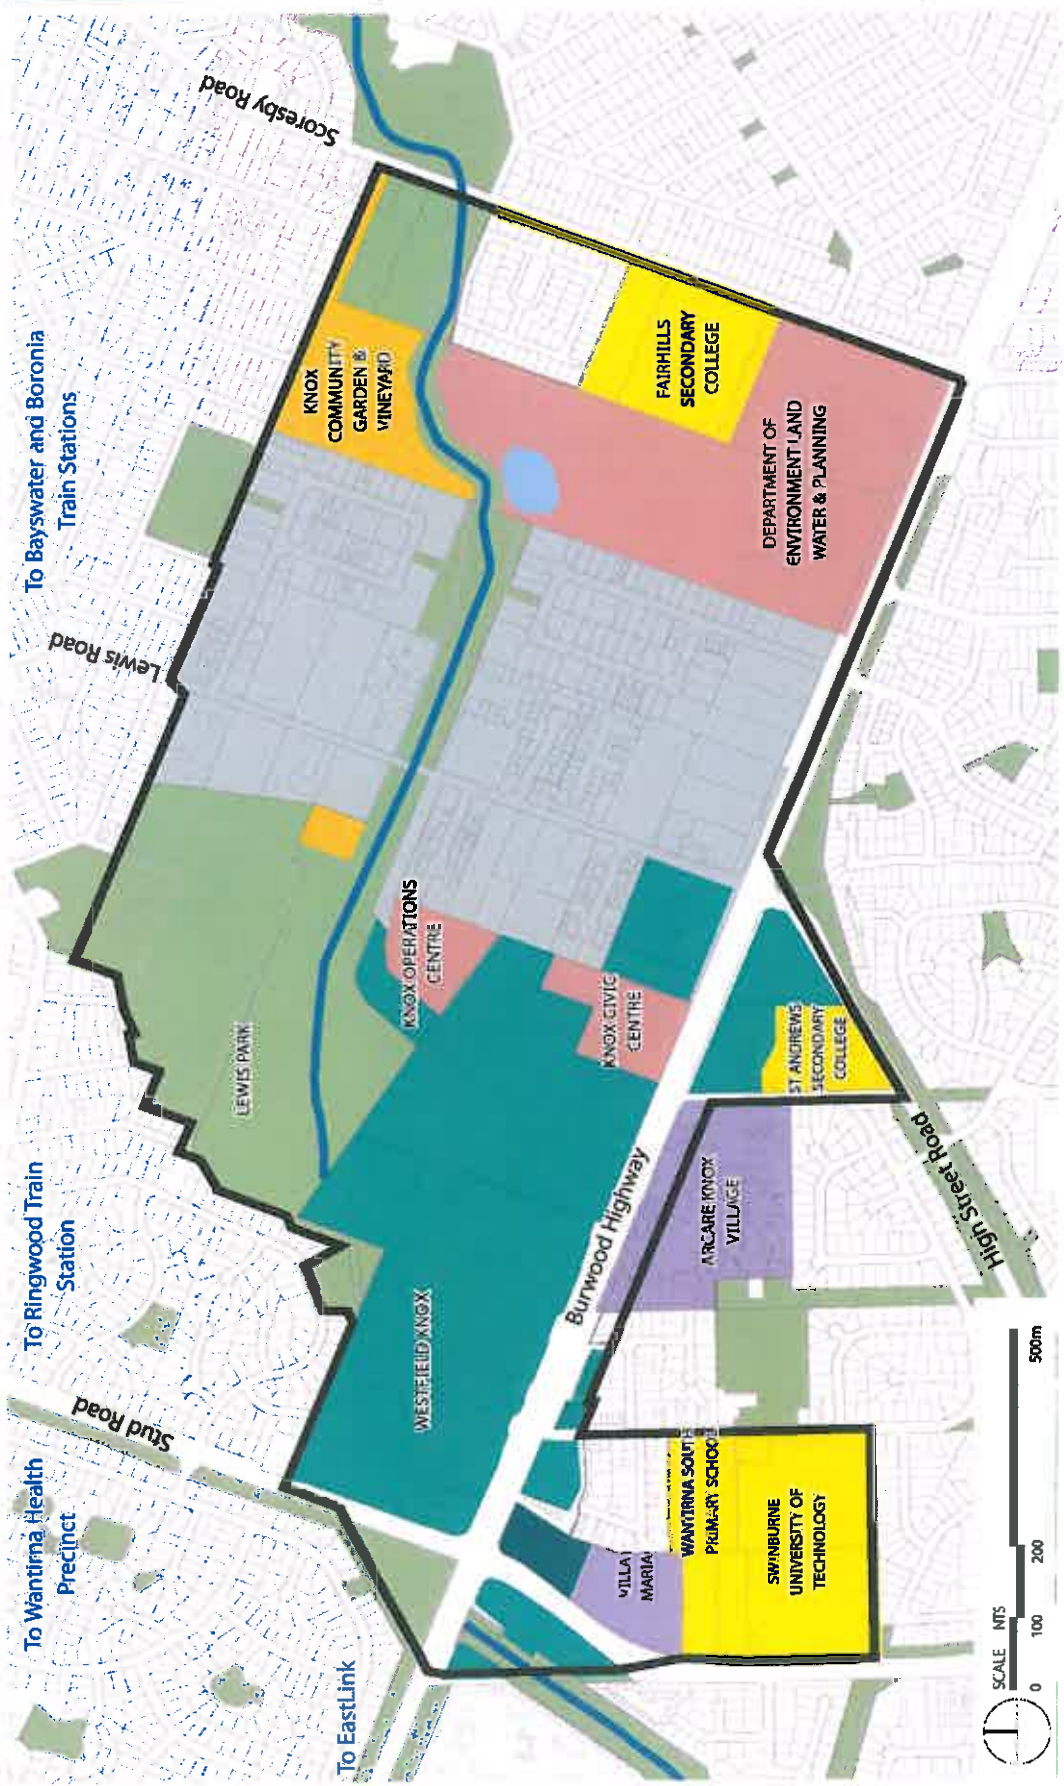 To Wantirna Health
Precinct
To Ringwood Train
Station
To Bayswater and Boronia
Train Stations
Stud Road
Lewis Road
Scoresby Road
To EastLink
LEWIS PARK
KNOX
COMMUNITY
GARDEN &
VINEYARD
WESTFIELD KNOX
KNOX OPERATIONS
CENTRE
KNOX CIVIC
CENTRE
FAIRHILLS
SECONDARY
COLLEGE
DEPARTMENT OF
ENVIRONMENT LAND
WATER & PLANNING
Burwood Highway
ARCARE KNOX
VILLAGE
ST ANDREWS
SECONDARY
COLLEGE
VILLA
MARIA
WANTIRNA SOUTH
PRIMARY SCHOOL
SWINBURNE
UNIVERSITY OF
TECHNOLOGY
High Street Road
SCALE NTS
0 100 200 500m